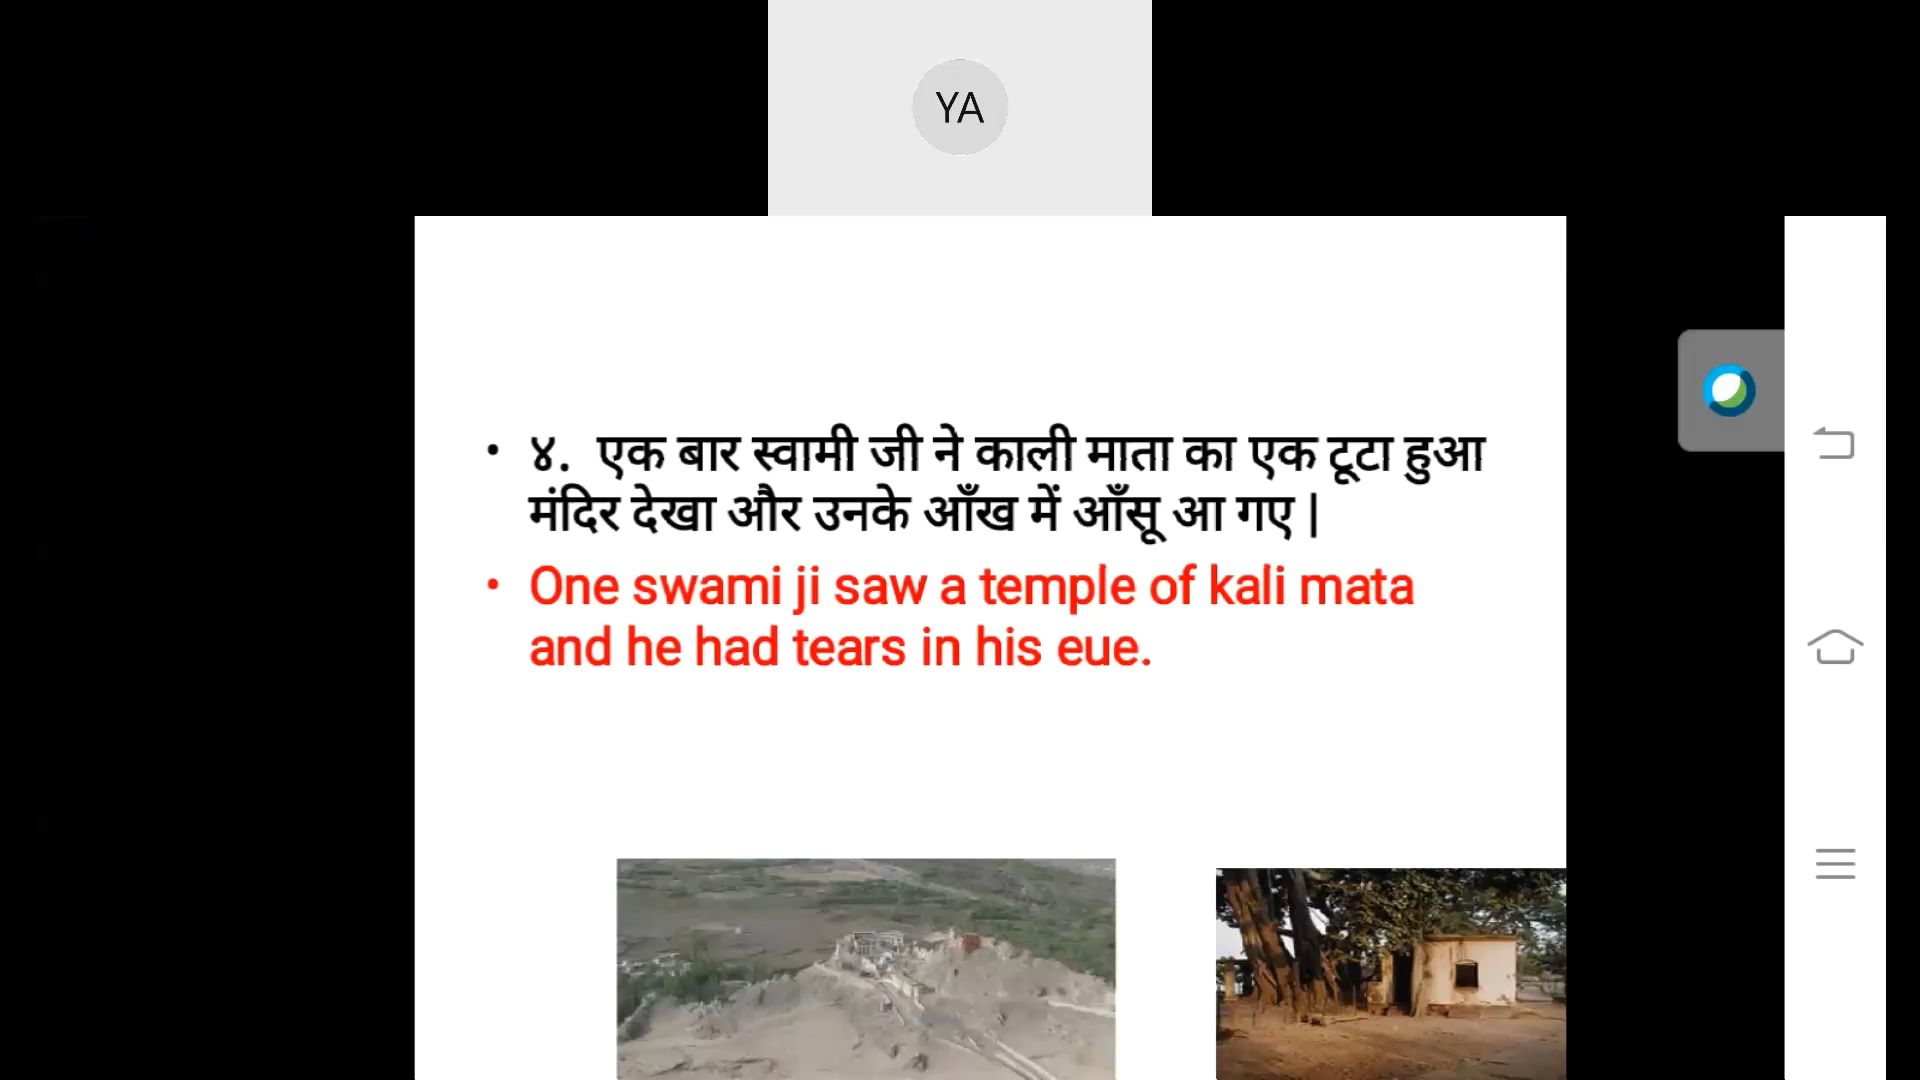 YA
• ४. एक बार स्वामी जी ने काली माता का एक टूटा हुआ
मंदिर देखा और उनके आँख में आँसू आ गए |
• One swami ji saw a temple of kali mata
and he had tears in his eue.